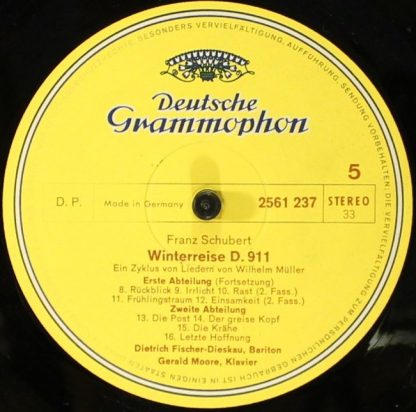 BESONDERS VERVIELFÄLTIGUNG, AUFFÜHRUNG, SENDUNG VORBEHALTEN: DIE VERVIELFÄLTIGUNG ZUM PERSÖNLICHEN GEBRAUCH IST IN EINIGEN STAATEN
Deutsche
Grammophon
5
D. P.
Made in Germany
2561 237
STEREO
33
Franz Schubert
Winterreise D. 911
Ein Zyklus von Liedern von Wilhelm Müller
Erste Abteilung (Fortsetzung)
8. Rückblick 9. Irrlicht 10. Rast (2. Fass.)
11. Frühlingstraum 12. Einsamkeit (2. Fass.)
Zweite Abteilung
13. Die Post 14. Der greise Kopf
15. Die Krähe
16. Letzte Hoffnung
Dietrich Fischer-Dieskau, Bariton
Gerald Moore, Klavier